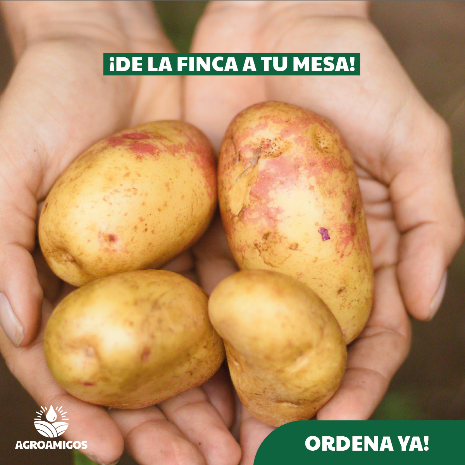 ¡DE LA FINCA A TU MESA!
AGROAMIGOS
ORDENA YA!